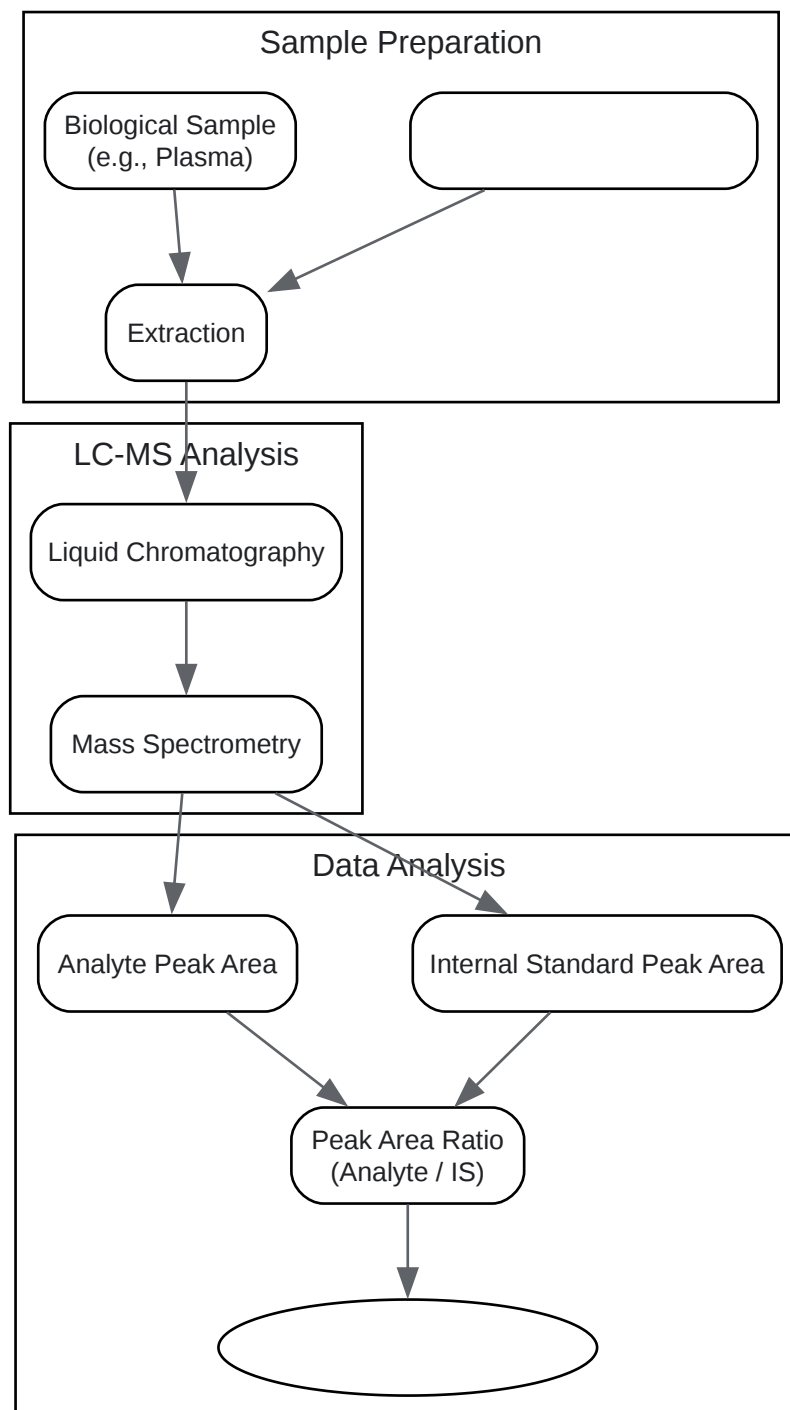 Sample Preparation
Biological Sample
(e.g., Plasma)
Extraction
LC-MS Analysis
Liquid Chromatography
Mass Spectrometry
Data Analysis
Analyte Peak Area
Internal Standard Peak Area
Peak Area Ratio
(Analyte / IS)